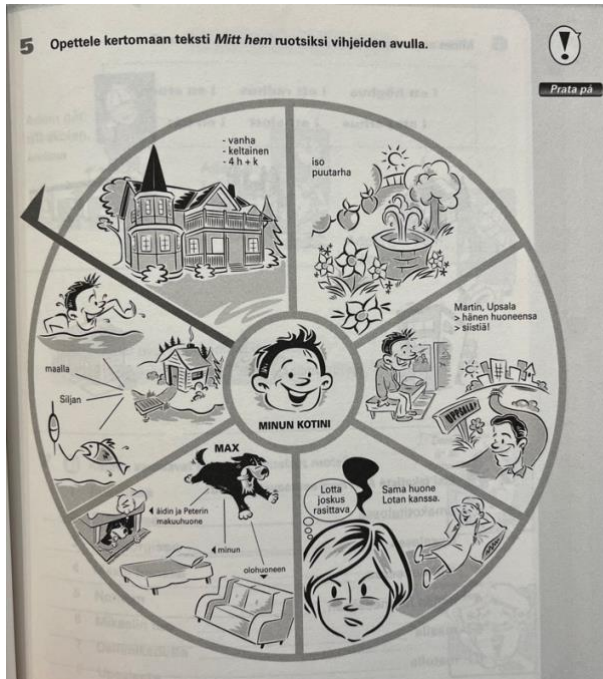 5 Opettele kertomaan teksti Mitt hem ruotsiksi vihjeiden avulla.
Prata på
- vanha
- keltainen
- 4 h + k
iso
puutarha
Martin, Upsala
> hänen huoneensa
> siistiä!
UPPSALA
Sama huone
Lotan kanssa.
Lotta
joskus
rasittava
MAX
äidin ja Peterin
makuuhuone
minun
olohuoneen
maalla
Siljan
MINUN KOTINI